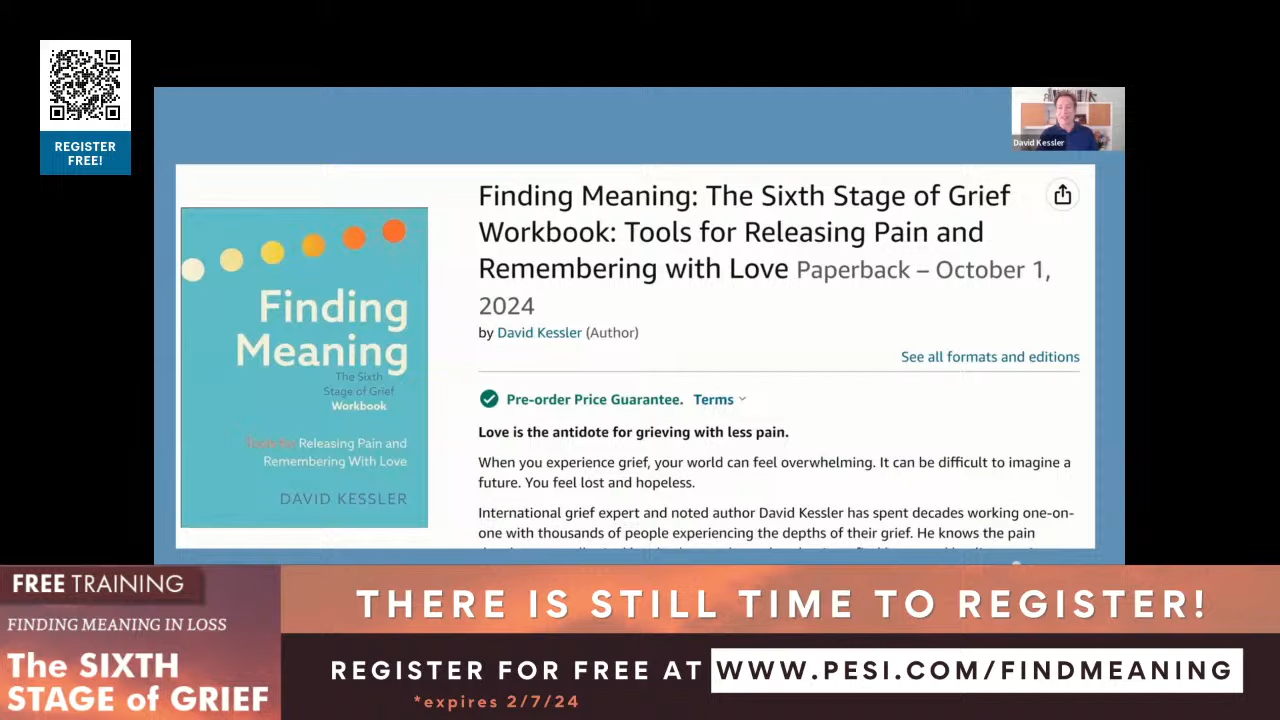 REGISTER
FREE!
David Kessler
Finding Meaning: The Sixth Stage of Grief
Workbook: Tools for Releasing Pain and
Remembering with Love Paperback – October 1,
2024
by David Kessler (Author)
See all formats and editions
Pre-order Price Guarantee. Terms
Love is the antidote for grieving with less pain.
When you experience grief, your world can feel overwhelming. It can be difficult to imagine a
future. You feel lost and hopeless.
International grief expert and noted author David Kessler has spent decades working one-on-
one with thousands of people experiencing the depths of their grief. He knows the pain
Finding
Meaning
The Sixth
Stage of Grief
Workbook
Tools for Releasing Pain and
Remembering With Love
DAVID KESSLER
FREE TRAINING
FINDING MEANING IN LOSS
The SIXTH
STAGE of GRIEF
THERE IS STILL TIME TO REGISTER!
REGISTER FOR FREE AT WWW.PESI.COM/FINDMEANING
*expires 2/7/24